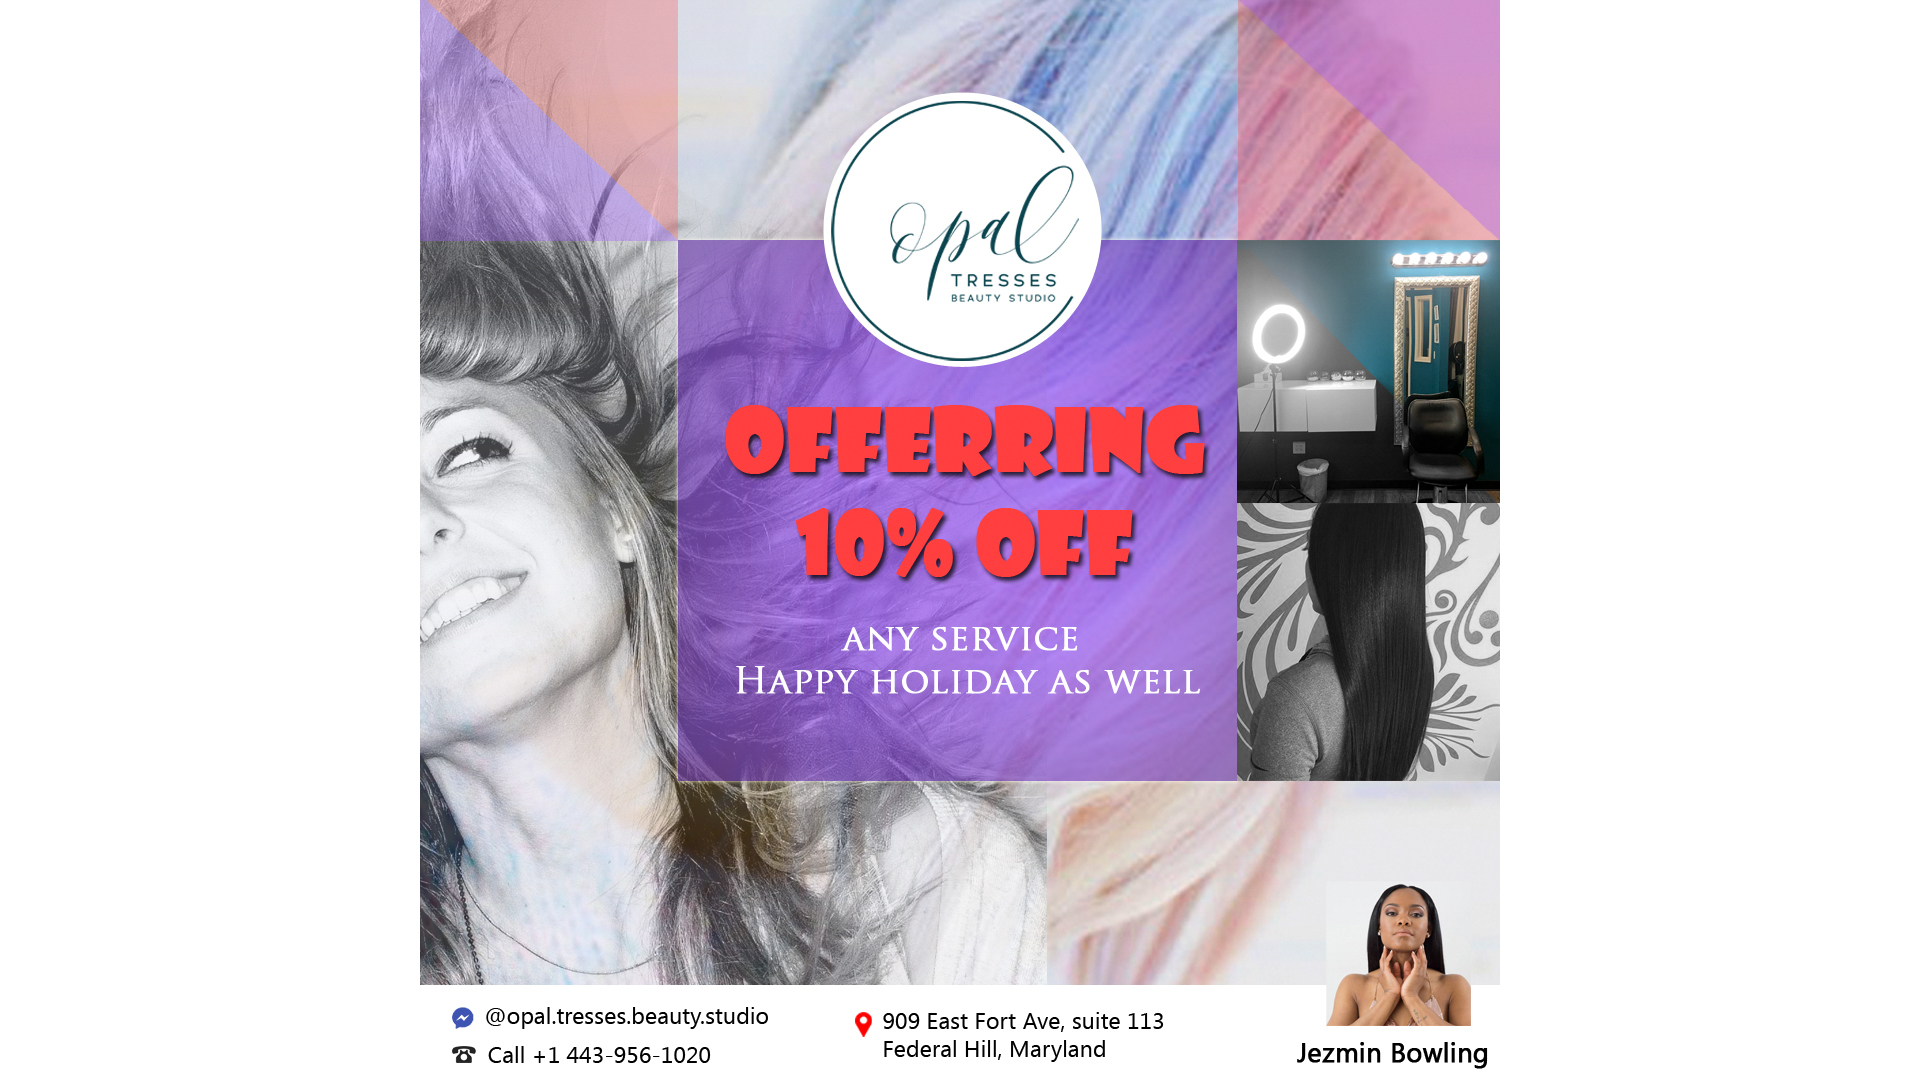 opal
TRESSES
BEAUTY STUDIO
OFFERRING
10% OFF
ANY SERVICE
HAPPY HOLIDAY AS WELL
@opal.tresses.beauty.studio
Call +1 443-956-1020
909 East Fort Ave, suite 113
Federal Hill, Maryland
Jezmin Bowling